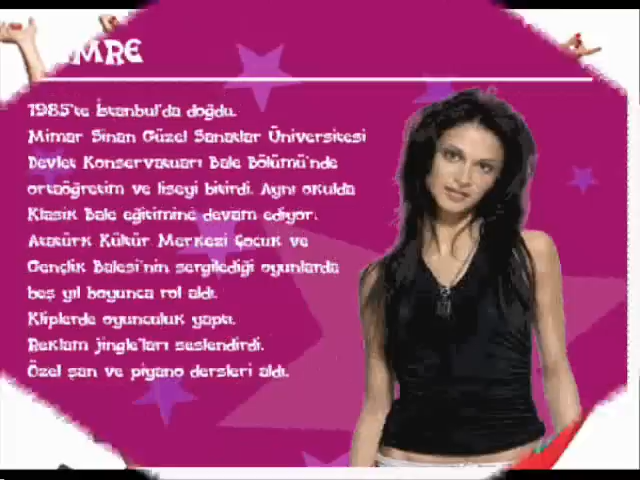 MRE
1985'te İstanbul'da doğdu.
Mimar Sinan Güzel Sanatlar Üniversitesi
Devlet Konservatuarı Bale Bölümü'nde
ortaöğretim ve liseyi bitirdi. Aynı okulda
Klasik Bale eğitimine devam ediyor.
Atatürk Kültür Merkezi Çocuk ve
Gençlik Balesi'nin sergilediği oyunlarda
beş yıl boyunca rol aldı.
Kliplerde oyunculuk yaptı.
Reklam jingle'ları seslendirdi.
Özel şan ve piyano dersleri aldı.